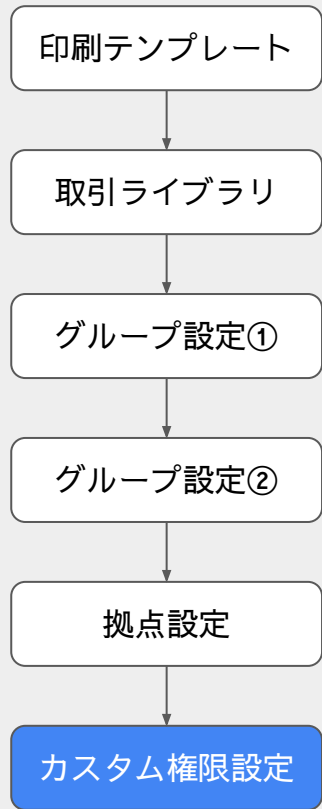 印刷テンプレート
取引ライブラリ
グループ設定①
グループ設定②
拠点設定
カスタム権限設定